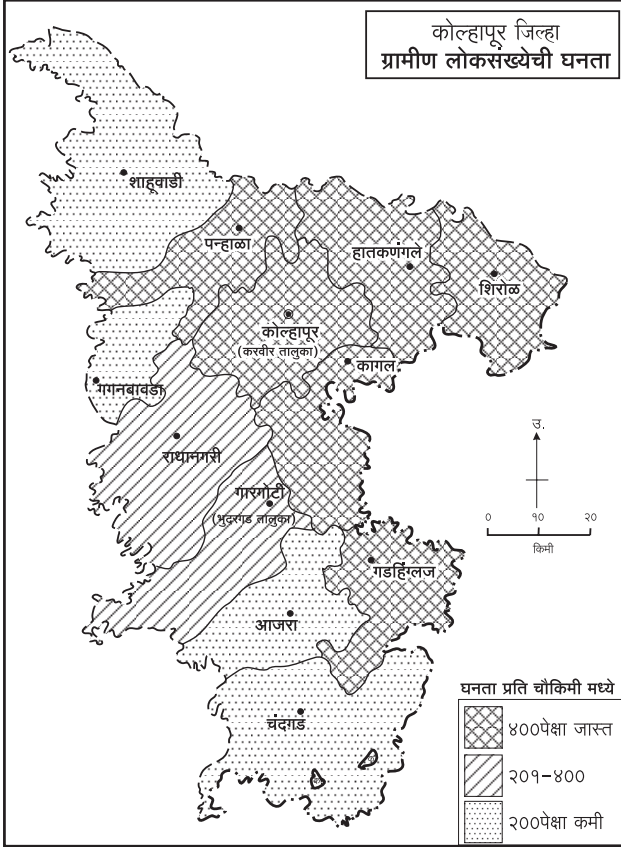 कोल्हापूर जिल्हा
ग्रामीण लोकसंख्येची घनता
शाहूवाडी
पन्हाळा
हातकणंगले
शिरोळ
कोल्हापूर
(करवीर तालुका)
कागल
गगनबावडा
राधानगरी
गारगोटी
(भुदरगड तालुका)
उ.
० १० २०
किमी
गडहिंग्लज
आजरा
चंदगड
घनता प्रति चौकिमी मध्ये
४००पेक्षा जास्त
२०१-४००
२००पेक्षा कमी